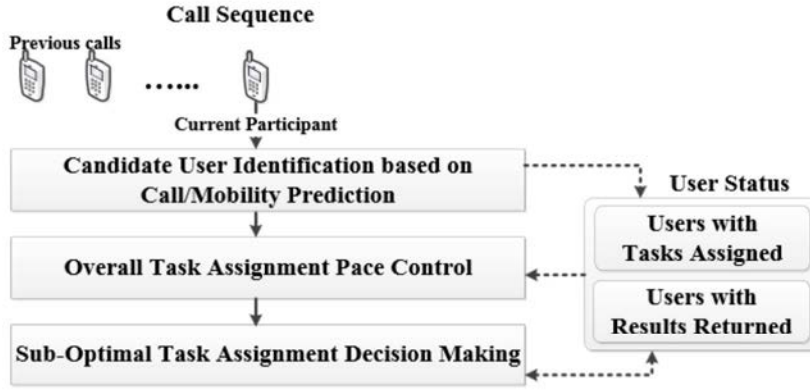 Call Sequence
Previous calls
…...
Current Participant
Candidate User Identification based on
Call/Mobility Prediction
User Status
Users with
Tasks Assigned
Overall Task Assignment Pace Control
Users with
Results Returned
Sub-Optimal Task Assignment Decision Making